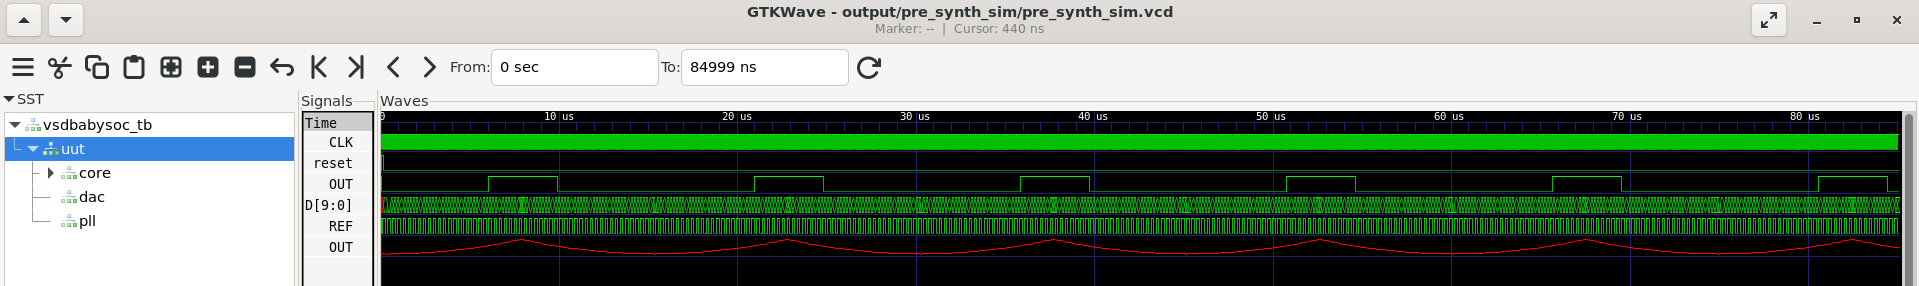 GTKWave - output/pre_synth_sim/pre_synth_sim.vcd
Marker: -- | Cursor: 440 ns
From: 0 sec To: 84999 ns
SST
vsdbabysoc_tb
uut
core
dac
pll
Signals
Time
CLK
reset
OUT
D[9:0]
REF
OUT
Waves
0 10 us 20 us 30 us 40 us 50 us 60 us 70 us 80 us